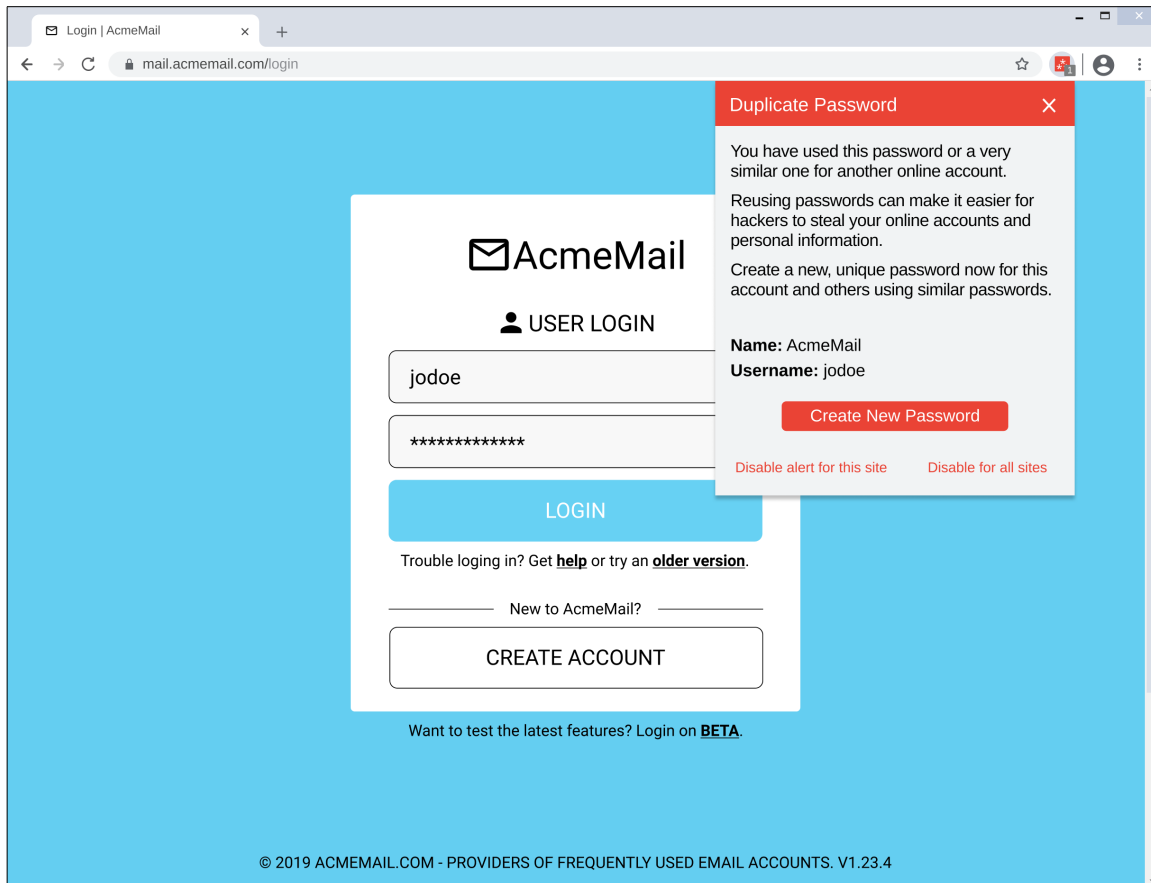 Login | AcmeMail
mail.acmemail.com/login
1
Duplicate Password
You have used this password or a very
similar one for another online account.
Reusing passwords can make it easier for
hackers to steal your online accounts and
personal information.
Create a new, unique password now for this
account and others using similar passwords.
Name: AcmeMail
Username: jodoe
Create New Password
Disable alert for this site
Disable for all sites
AcmeMail
USER LOGIN
jodoe
*************
LOGIN
Trouble loging in? Get help or try an older version.
New to AcmeMail?
CREATE ACCOUNT
Want to test the latest features? Login on BETA.
© 2019 ACMEMAIL.COM - PROVIDERS OF FREQUENTLY USED EMAIL ACCOUNTS. V1.23.4